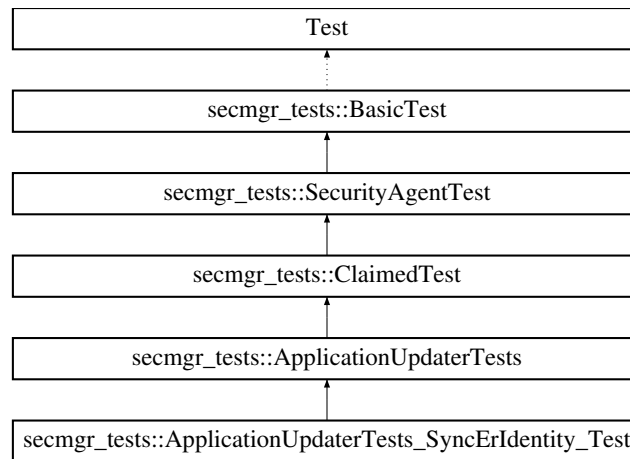 Test
secmgr_tests::BasicTest
secmgr_tests::SecurityAgentTest
secmgr_tests::ClaimedTest
secmgr_tests::ApplicationUpdaterTests
secmgr_tests::ApplicationUpdaterTests_SyncErIdentity_Test